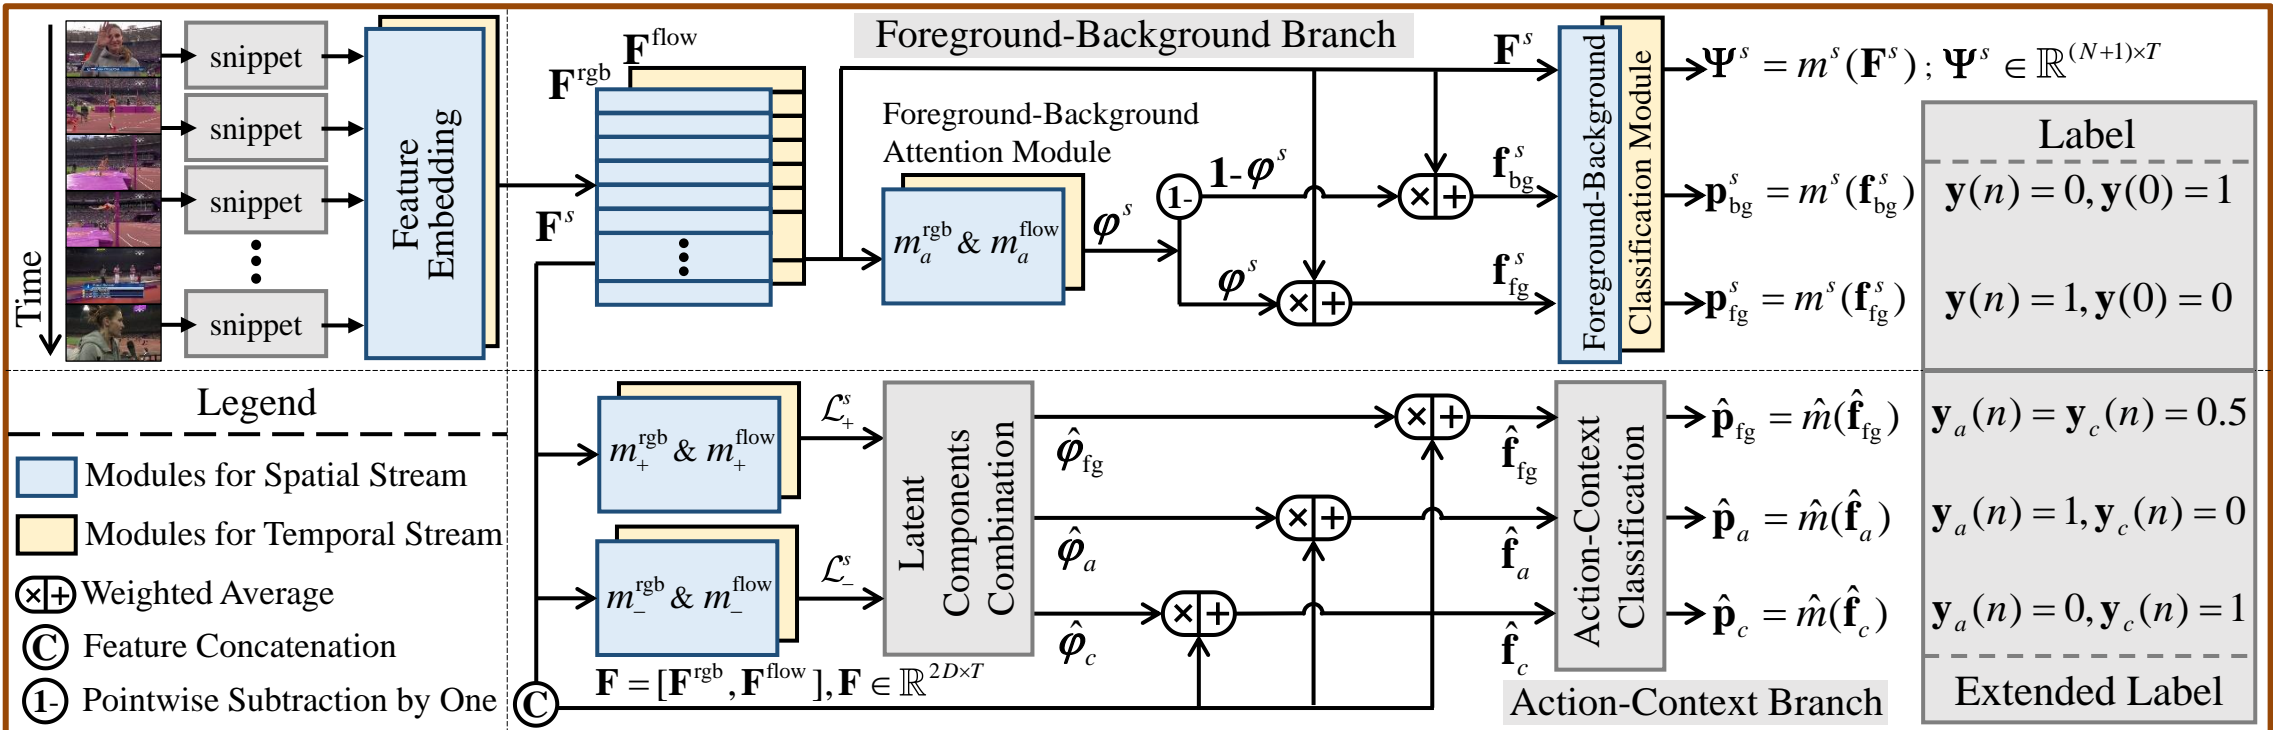 Time
snippet
snippet
snippet
snippet
Feature
Embedding
Foreground-Background Branch
F^rgb
F^flow
F^s
Foreground-Background
Attention Module
m_a^rgb & m_a^flow
φ^s
1-
1-φ^s
φ^s
× +
× +
F^s
f_bg^s
f_fg^s
Foreground-Background
Classification Module
Ψ^s = m^s(F^s) ; Ψ^s ∈ ℝ^(N+1)×T
p_bg^s = m^s(f_bg^s)
p_fg^s = m^s(f_fg^s)
Label
y(n) = 0, y(0) = 1
y(n) = 1, y(0) = 0
Legend
Modules for Spatial Stream
Modules for Temporal Stream
× + Weighted Average
C Feature Concatenation
1- Pointwise Subtraction by One
m_+^rgb & m_+^flow
ℒ_+^s
m_−^rgb & m_−^flow
ℒ_−^s
F = [F^rgb, F^flow], F ∈ ℝ^2D×T
C
Latent
Components
Combination
φ̂_fg
φ̂_a
φ̂_c
× +
× +
× +
f̂_fg
f̂_a
f̂_c
Action-Context
Classification
p̂_fg = m̂(f̂_fg)
p̂_a = m̂(f̂_a)
p̂_c = m̂(f̂_c)
Action-Context Branch
y_a(n) = y_c(n) = 0.5
y_a(n) = 1, y_c(n) = 0
y_a(n) = 0, y_c(n) = 1
Extended Label